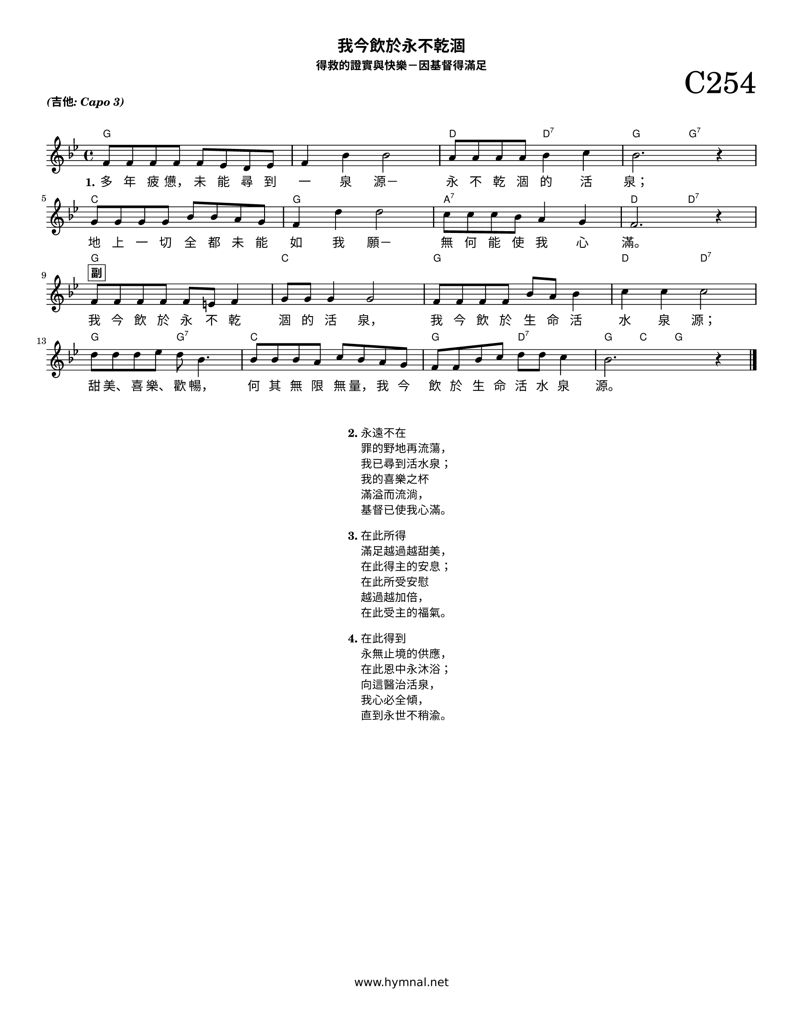 我今飲於永不乾涸
得救的證實與快樂－因基督得滿足
C254
(吉他: Capo 3)
G D D7 G G7
1. 多年疲憊，未能尋到一泉源－永不乾涸的活泉；
5 C G A7 D D7
地上一切全都未能如我願－無何能使我心滿。
G C G D D7
9 副
我今飲於永不乾涸的活泉，我今飲於生命活水泉源；
13 G G7 C G D7 G C G
甜美、喜樂、歡暢，何其無限無量，我今飲於生命活水泉源。
2. 永遠不在
罪的野地再流蕩，
我已尋到活水泉；
我的喜樂之杯
滿溢而流淌，
基督已使我心滿。
3. 在此所得
滿足越過越甜美，
在此得主的安息；
在此所受安慰
越過越加倍，
在此受主的福氣。
4. 在此得到
永無止境的供應，
在此恩中永沐浴；
向這醫治活泉，
我心必全傾，
直到永世不稍渝。
www.hymnal.net